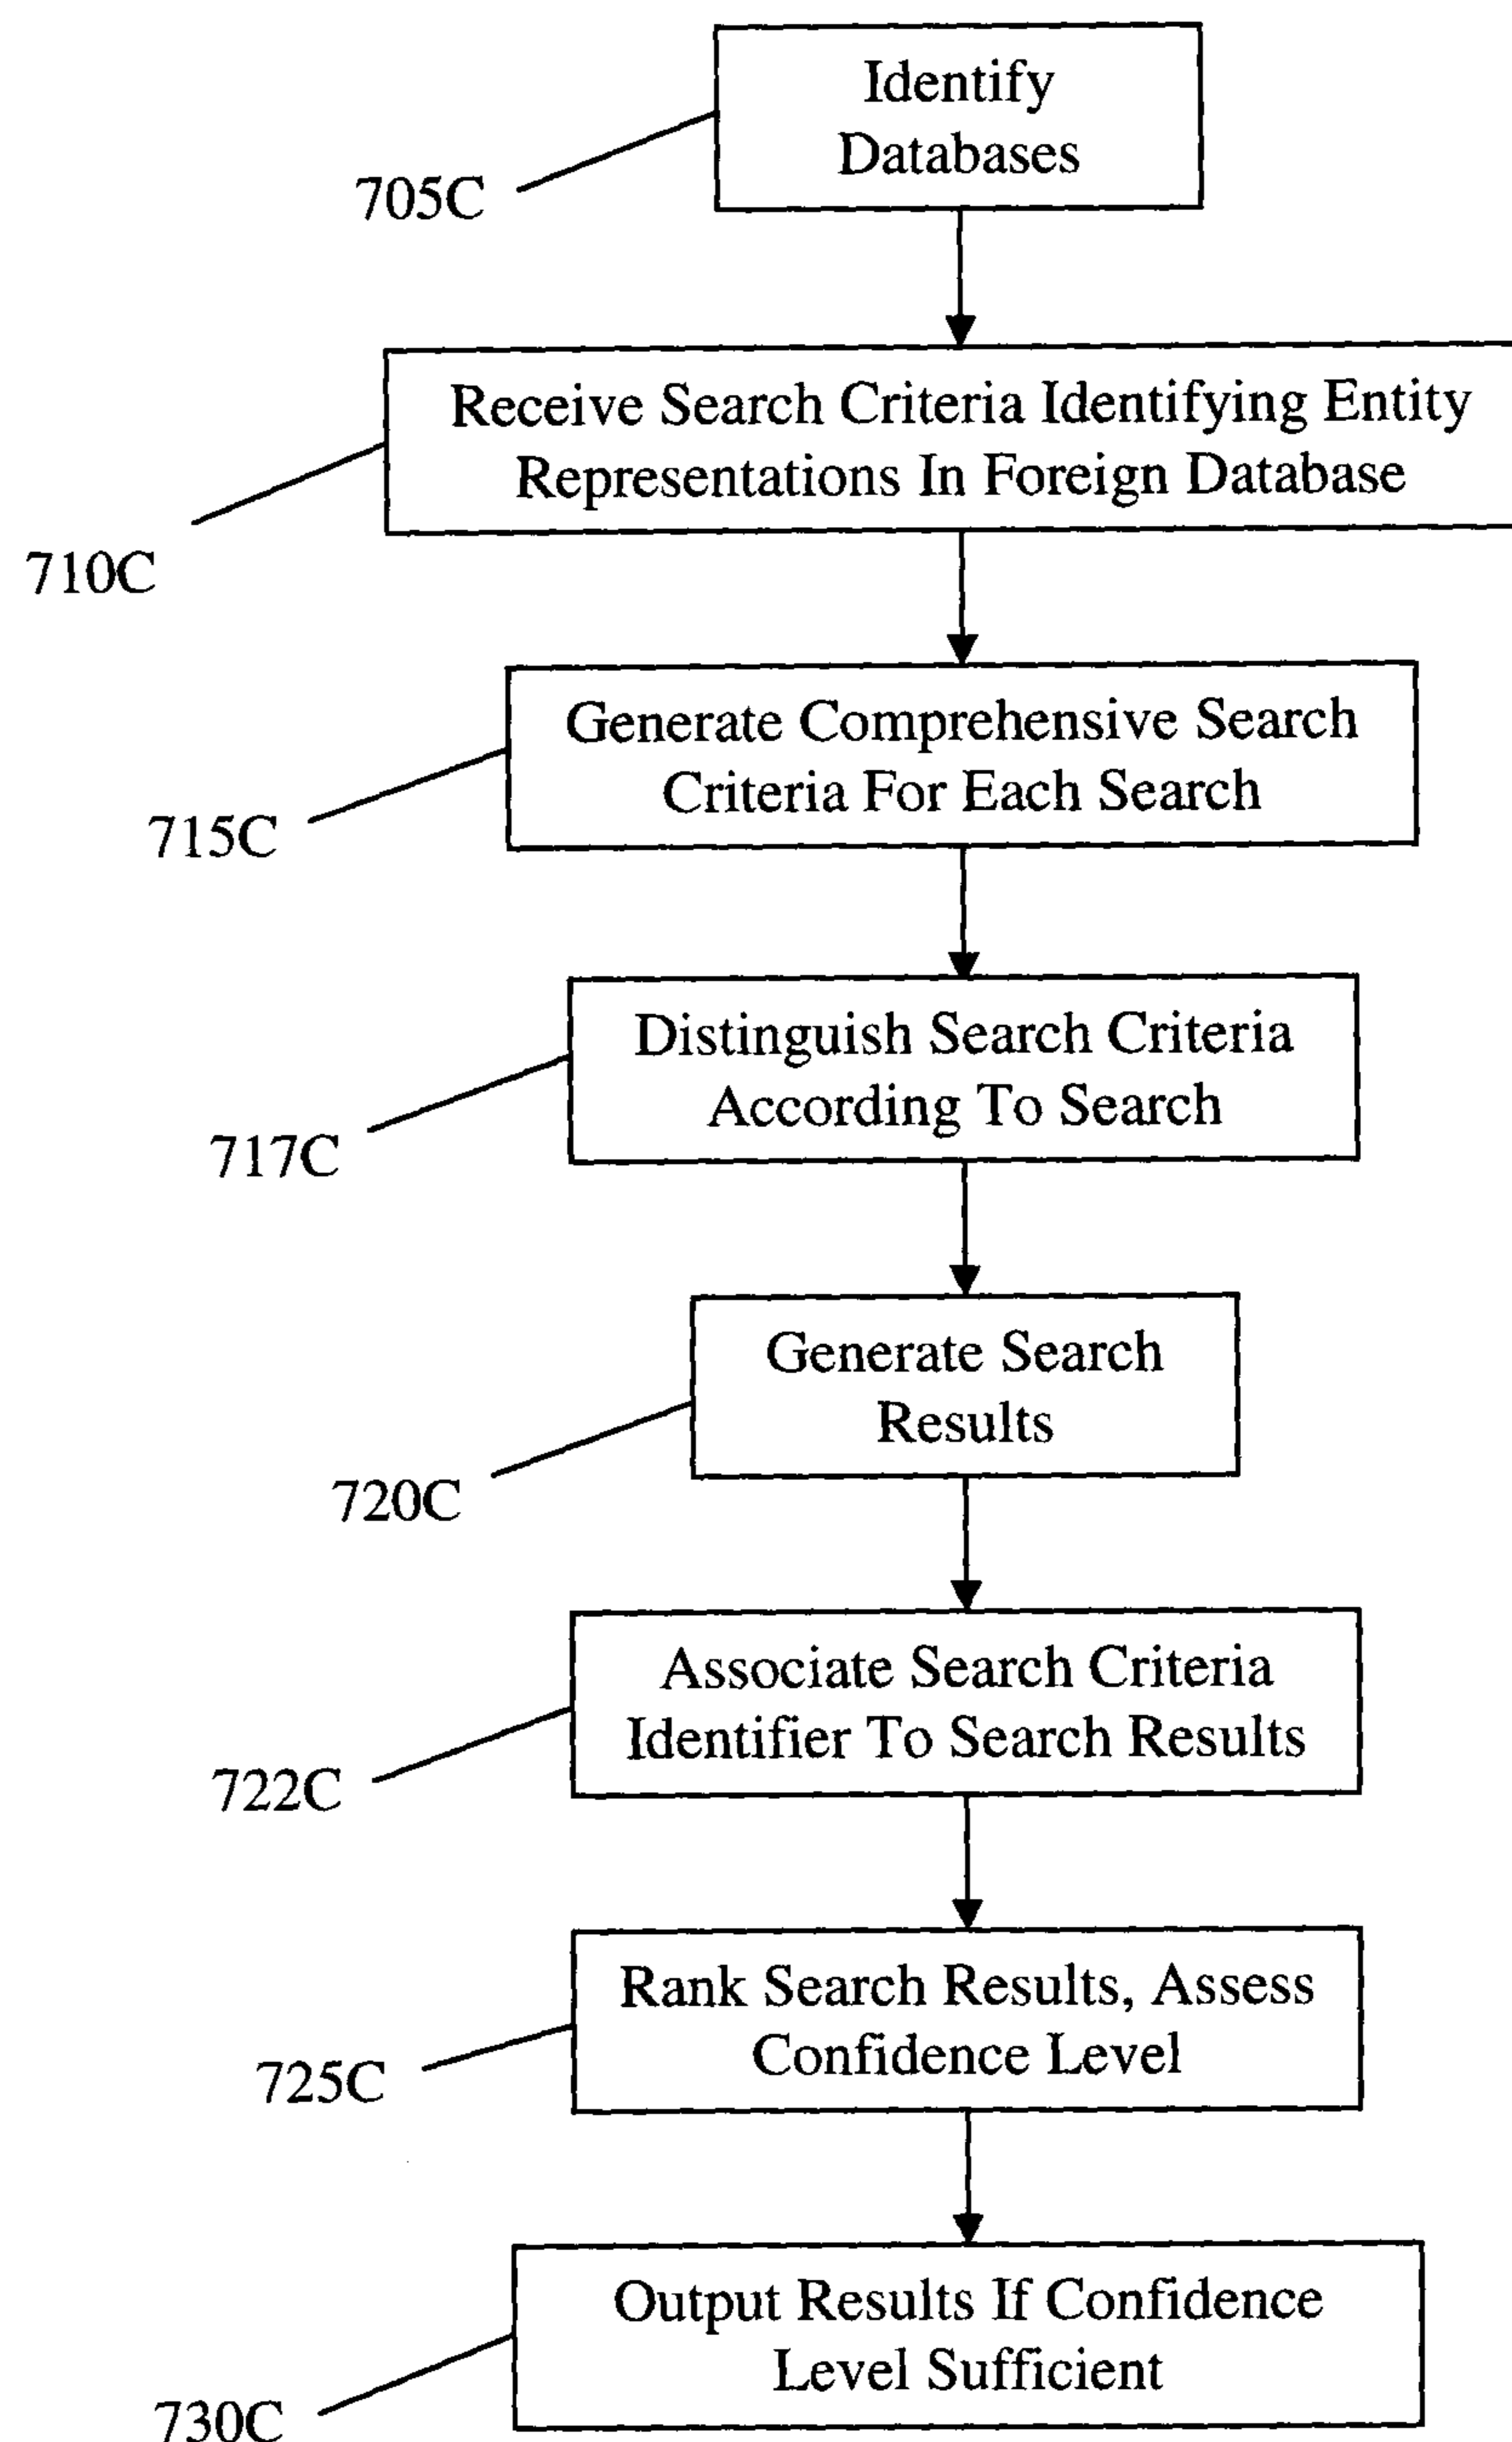 Identify
Databases
705C
Receive Search Criteria Identifying Entity
Representations In Foreign Database
710C
Generate Comprehensive Search
Criteria For Each Search
715C
Distinguish Search Criteria
According To Search
717C
Generate Search
Results
720C
Associate Search Criteria
Identifier To Search Results
722C
Rank Search Results, Assess
Confidence Level
725C
Output Results If Confidence
Level Sufficient
730C